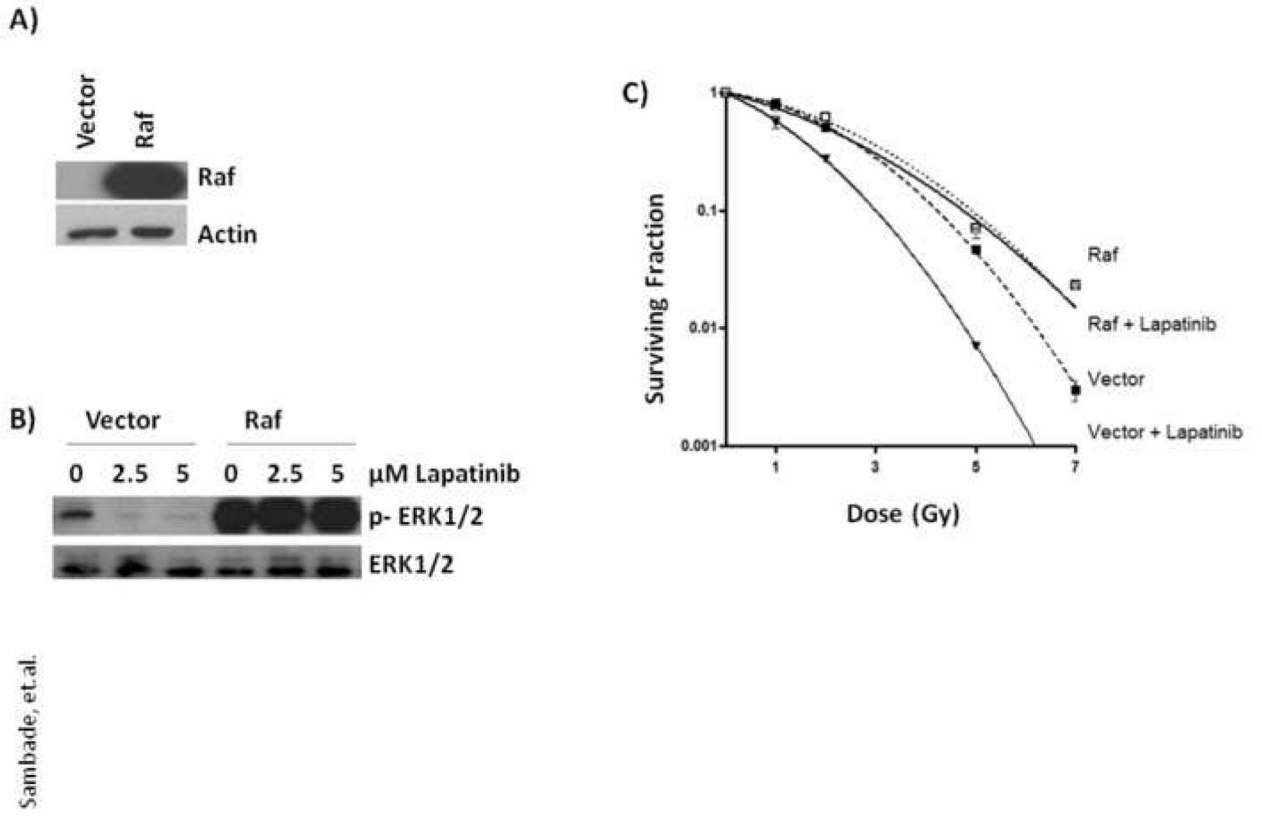 A)
Vector Raf
Raf
Actin
B)
Vector Raf
0 2.5 5 0 2.5 5 µM Lapatinib
p- ERK1/2
ERK1/2
C)
Surviving Fraction
1
0.1
0.01
0.001
1 3 5 7
Dose (Gy)
Raf
Raf + Lapatinib
Vector
Vector + Lapatinib
Sambade, et.al.